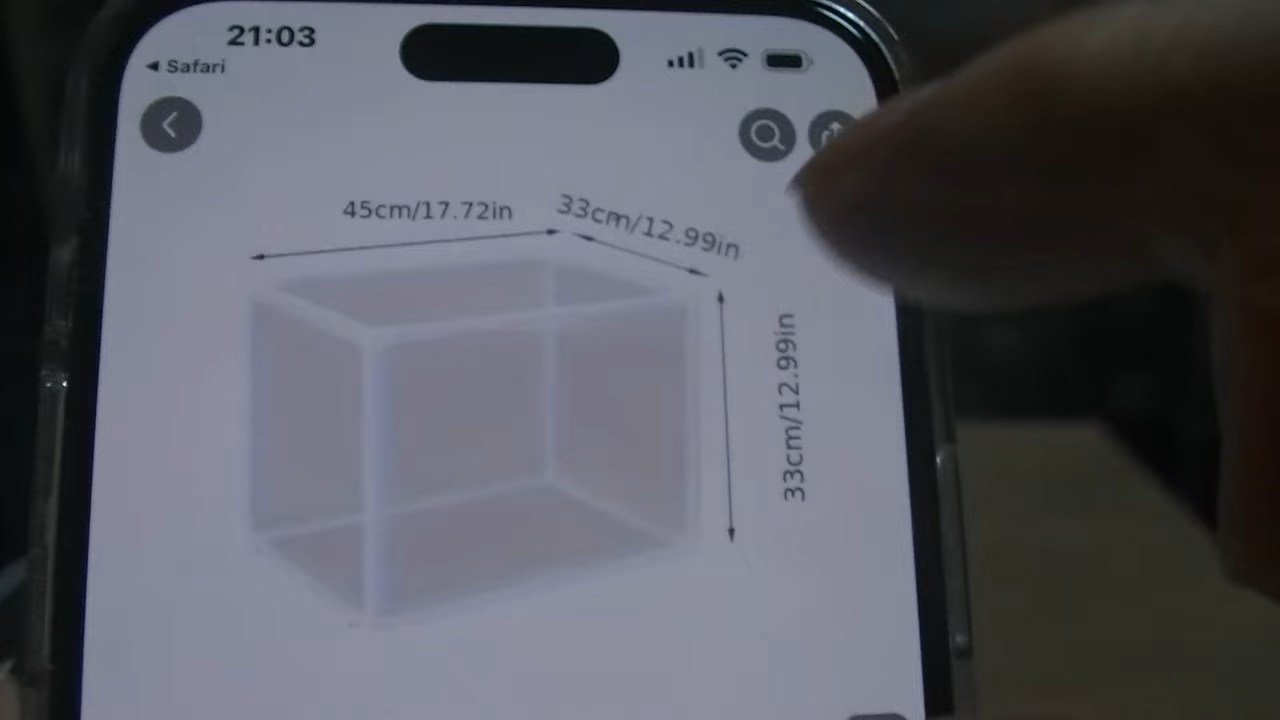 21:03
◀ Safari
45cm/17.72in
33cm/12.99in
33cm/12.99in